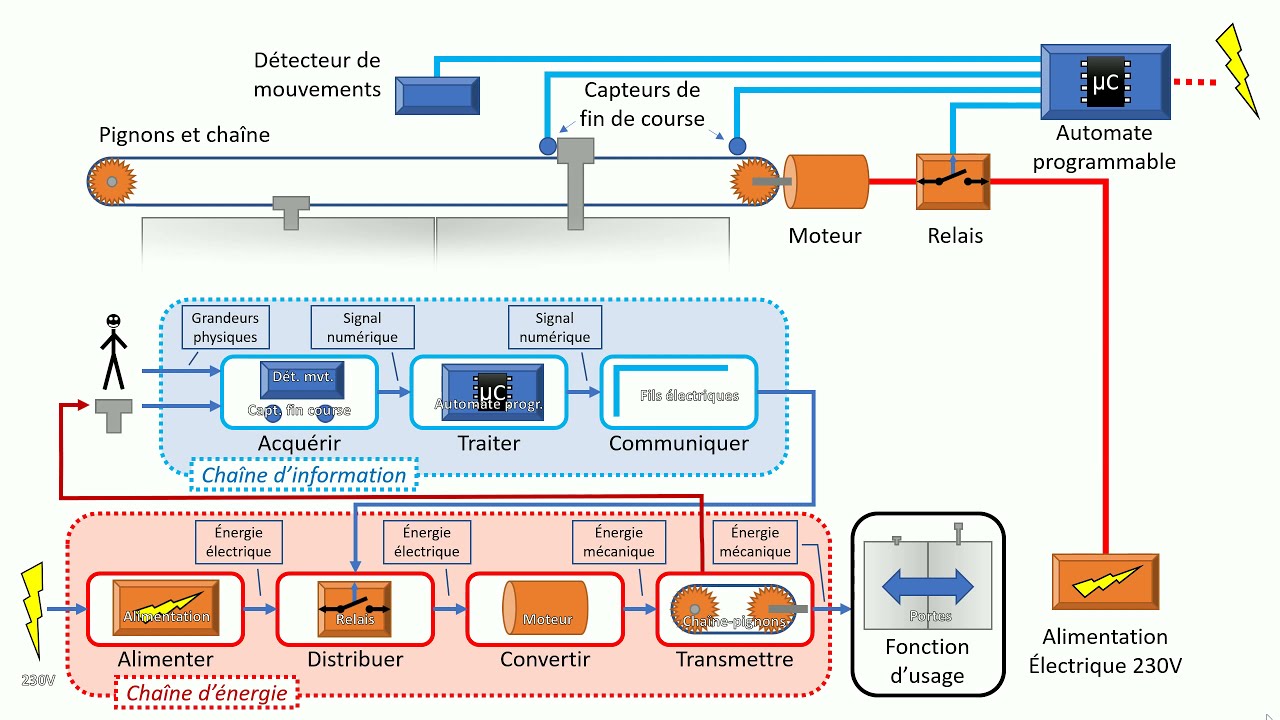 Détecteur de
mouvements
Capteurs de
fin de course
µC
Automate
programmable
Pignons et chaîne
Moteur
Relais
Grandeurs
physiques
Signal
numérique
Signal
numérique
Dét. mvt.
Capt. fin course
µC
Automate progr.
Fils électriques
Acquérir
Traiter
Communiquer
Chaîne d’information
Énergie
électrique
Énergie
électrique
Énergie
mécanique
Énergie
mécanique
Alimentation
Relais
Moteur
Chaîne-pignons
Portes
Alimenter
Distribuer
Convertir
Transmettre
Fonction
d’usage
230V
Chaîne d’énergie
Alimentation
Électrique 230V